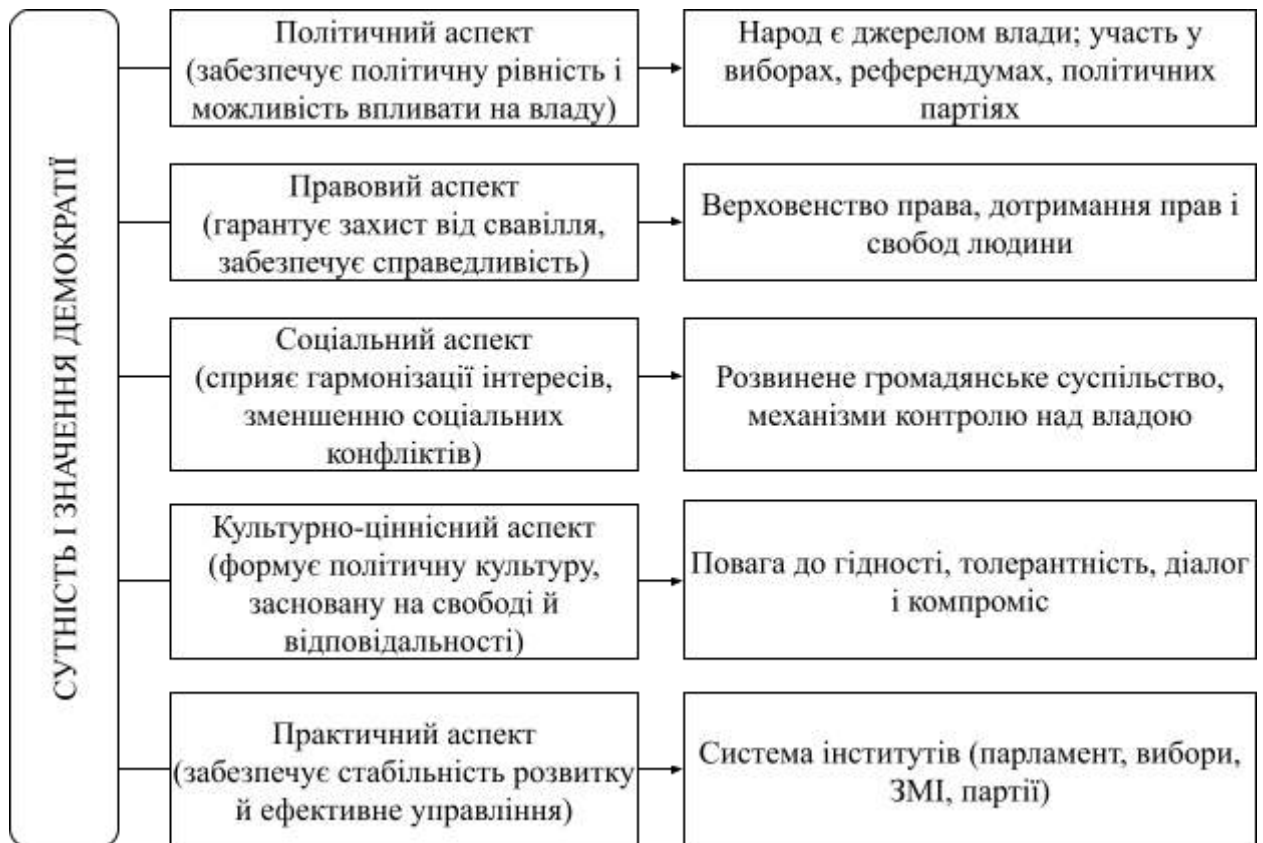 СУТНІСТЬ І ЗНАЧЕННЯ ДЕМОКРАТІЇ
Політичний аспект
(забезпечує політичну рівність і
можливість впливати на владу)
Народ є джерелом влади; участь у
виборах, референдумах, політичних
партіях
Правовий аспект
(гарантує захист від свавілля,
забезпечує справедливість)
Верховенство права, дотримання прав і
свобод людини
Соціальний аспект
(сприяє гармонізації інтересів,
зменшенню соціальних
конфліктів)
Розвинене громадянське суспільство,
механізми контролю над владою
Культурно-ціннісний аспект
(формує політичну культуру,
засновану на свободі й
відповідальності)
Повага до гідності, толерантність, діалог
і компроміс
Практичний аспект
(забезпечує стабільність розвитку
й ефективне управління)
Система інститутів (парламент, вибори,
ЗМІ, партії)